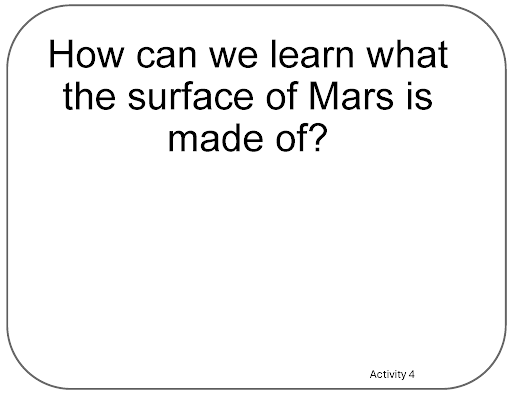 How can we learn what
the surface of Mars is
made of?
Activity 4